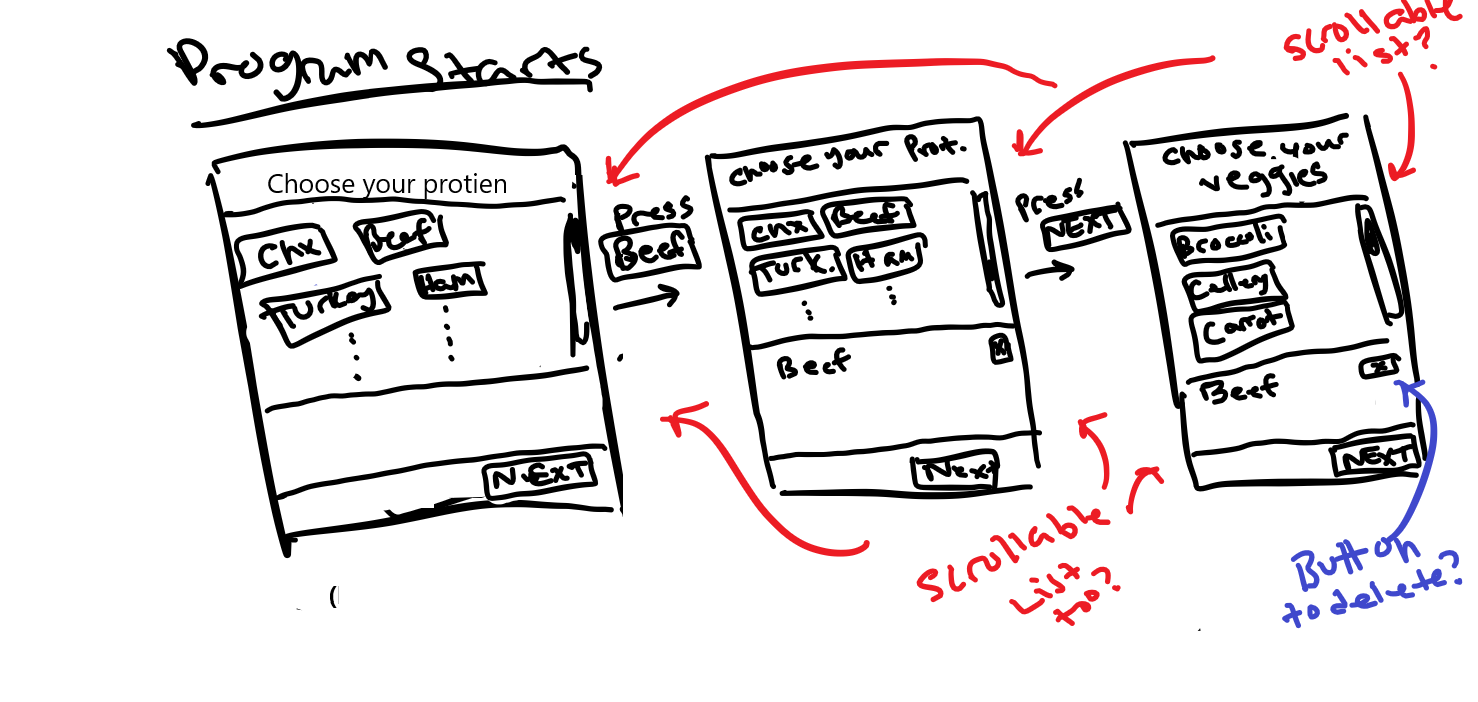 Program Starts
scrollable
list?
Choose your protien
Chx
Beef
Turkey
Ham
NEXT
Press
Beef
choose your Prot.
chx
Beef
Turk.
Ham
Beef
x
Next
Press
NEXT
choose your
veggies
Broccoli
Cellery
Carrot
Beef
x
NEXT
Scrollable
List
too?
Button
to delete?
(